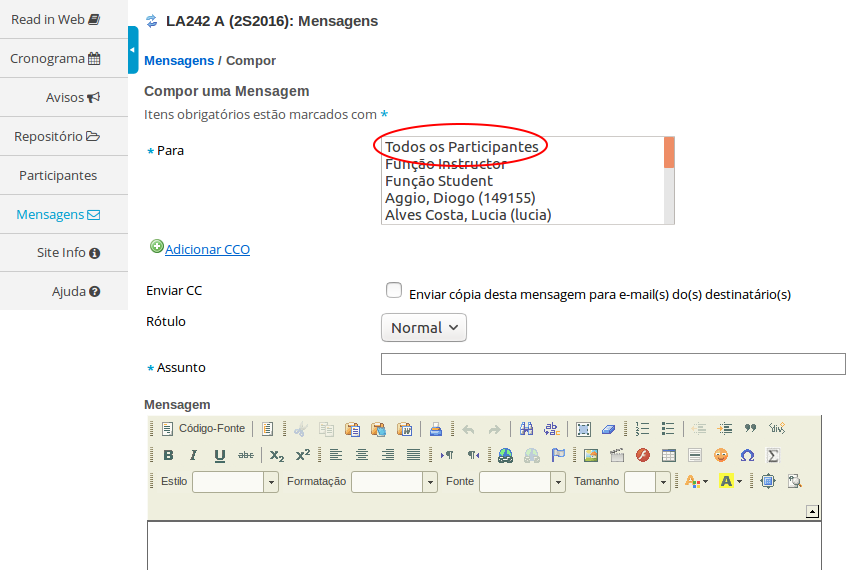 Read in Web
Cronograma
Avisos
Repositório
Participantes
Mensagens
Site Info
Ajuda
LA242 A (2S2016): Mensagens
Mensagens / Compor
Compor uma Mensagem
Itens obrigatórios estão marcados com *
* Para
Todos os Participantes
Função Instructor
Função Student
Aggio, Diogo (149155)
Alves Costa, Lucia (lucia)
Adicionar CCO
Enviar CC
Enviar cópia desta mensagem para e-mail(s) do(s) destinatário(s)
Rótulo
Normal
* Assunto
Mensagem
Código-Fonte
B I U abc X₂ X²
Estilo Formatação Fonte Tamanho